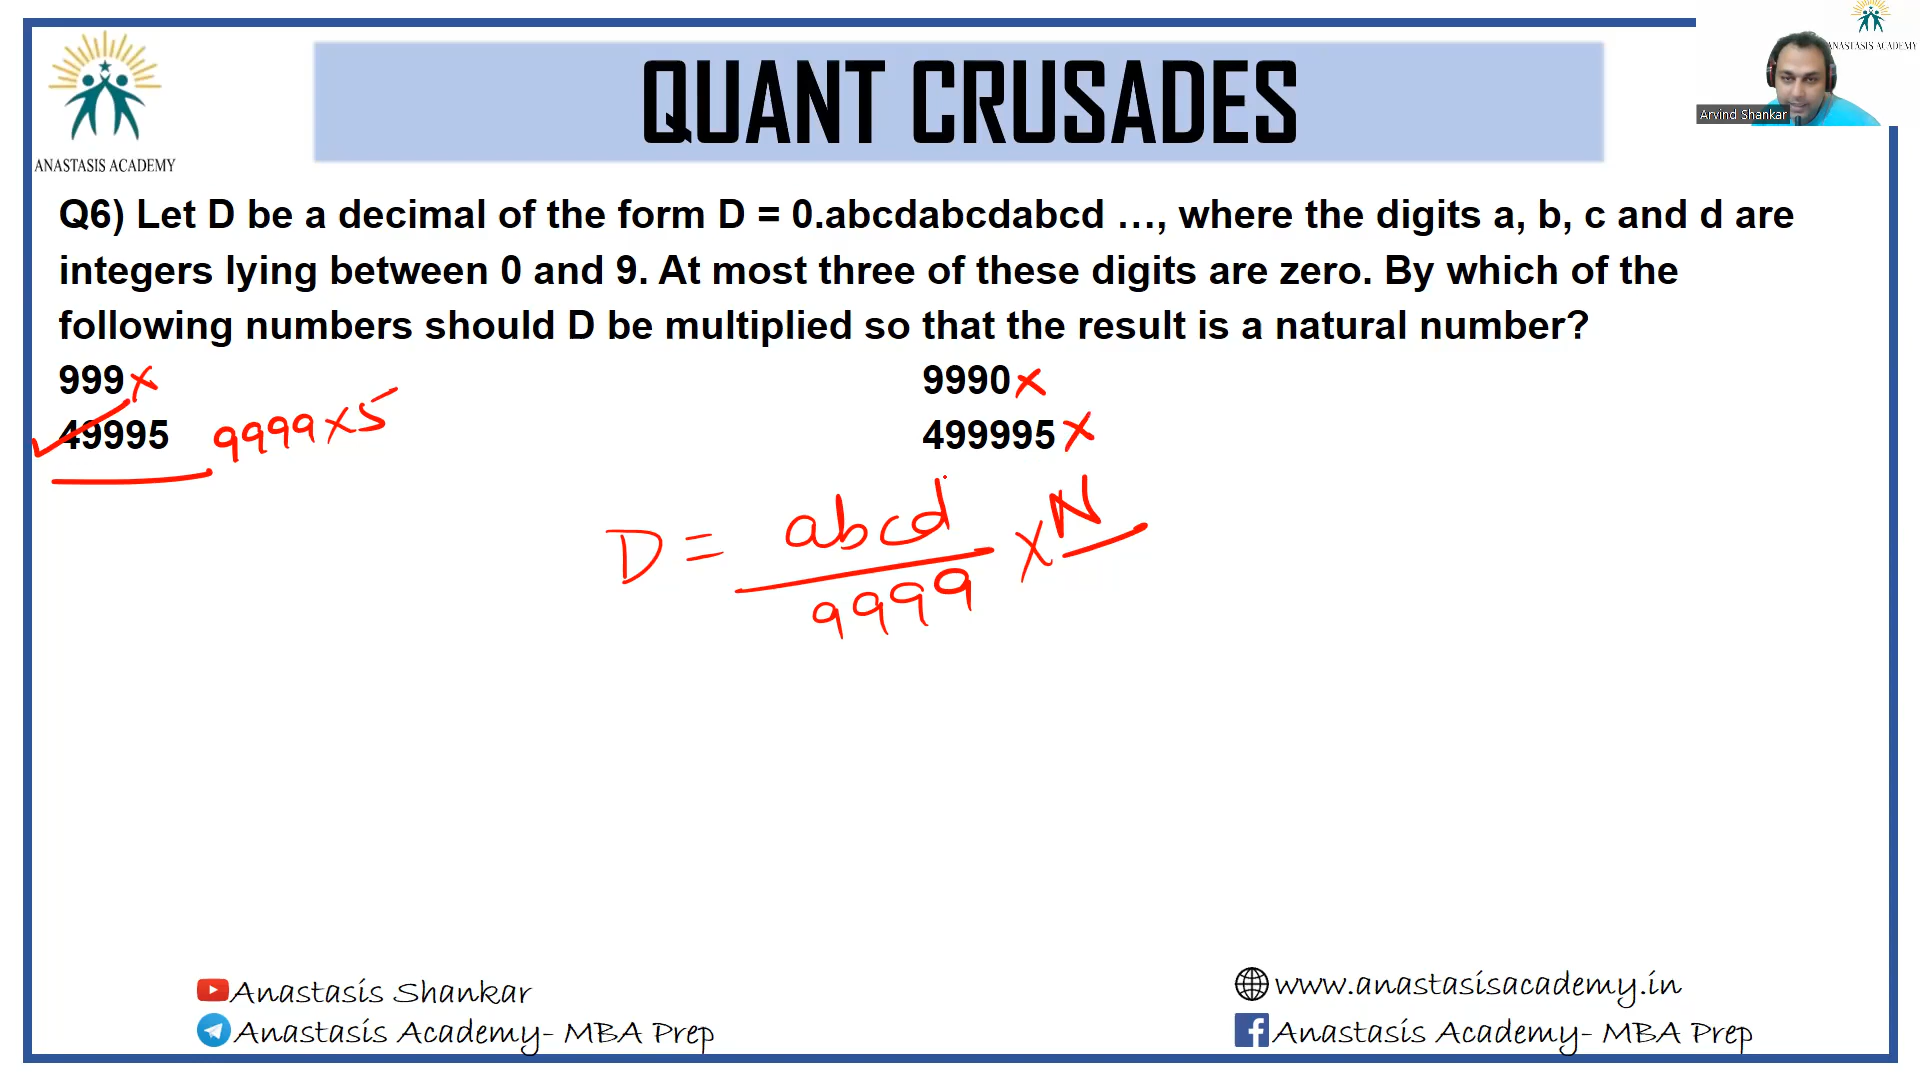 ANASTASIS ACADEMY
QUANT CRUSADES
Arvind Shankar
ANASTASIS ACADEMY
Q6) Let D be a decimal of the form D = 0.abcdabcdabcd …, where the digits a, b, c and d are
integers lying between 0 and 9. At most three of these digits are zero. By which of the
following numbers should D be multiplied so that the result is a natural number?
999 x 9990 x
49995 9999 x 5 499995 x
D = abcd x N
9999
Anastasis Shankar www.anastasisacademy.in
Anastasis Academy- MBA Prep Anastasis Academy- MBA Prep